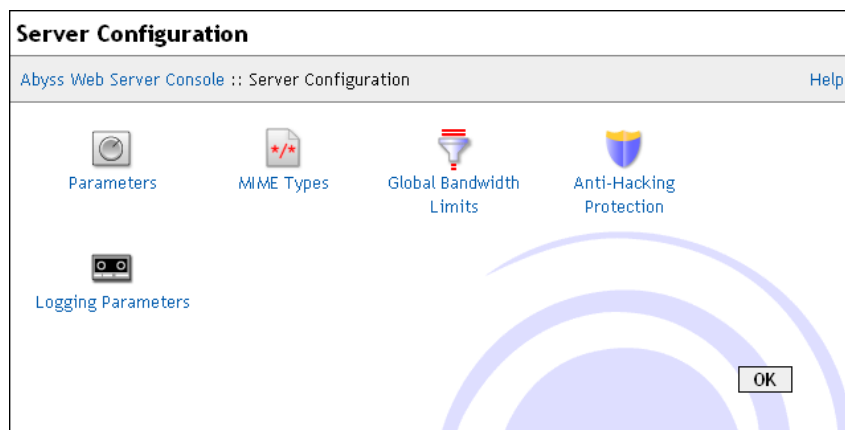 Server Configuration
Abyss Web Server Console :: Server Configuration
Help
Parameters
*/*
MIME Types
Global Bandwidth
Limits
Anti-Hacking
Protection
Logging Parameters
OK